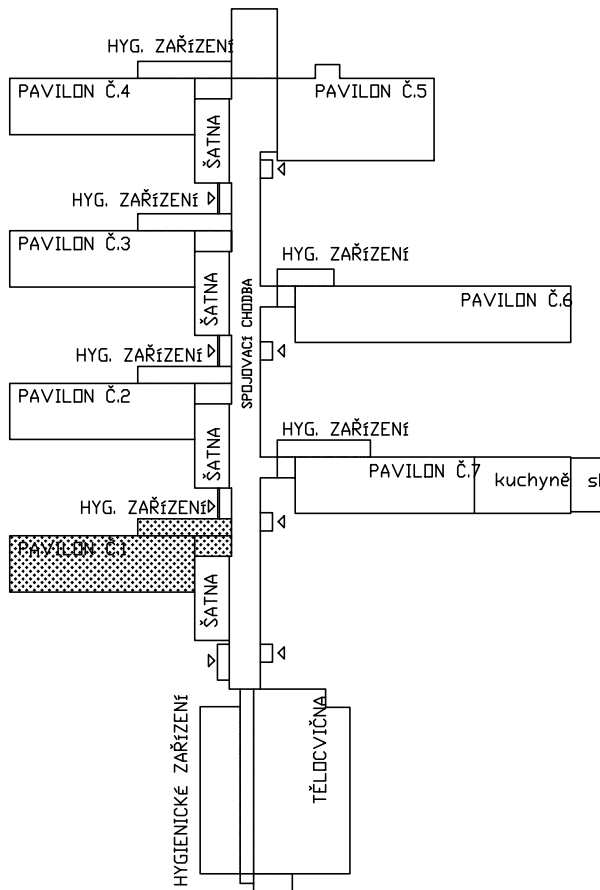 HYG. ZAŘíZENí
PAVILON Č.4
PAVILON Č.5
ŠATNA
HYG. ZAŘíZENí
PAVILON Č.3
HYG. ZAŘíZENí
ŠATNA
SPOJOVACí CHODBA
PAVILON Č.6
HYG. ZAŘíZENí
PAVILON Č.2
HYG. ZAŘíZENí
ŠATNA
PAVILON Č.7
kuchyně
HYG. ZAŘíZENí
PAVILON Č.1
ŠATNA
HYGIENICKÉ ZAŘíZENí
TĚLOCVIČNA